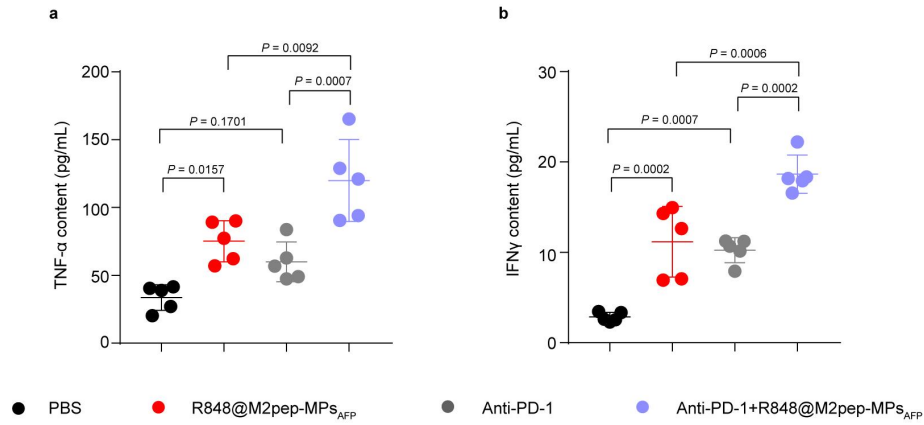 a
P = 0.0092
P = 0.0007
P = 0.1701
P = 0.0157
TNF-α content (pg/mL)
200
150
100
50
0
b
P = 0.0006
P = 0.0002
P = 0.0007
P = 0.0002
IFNγ content (pg/mL)
30
20
10
0
PBS
R848@M2pep-MPsAFP
Anti-PD-1
Anti-PD-1+R848@M2pep-MPsAFP